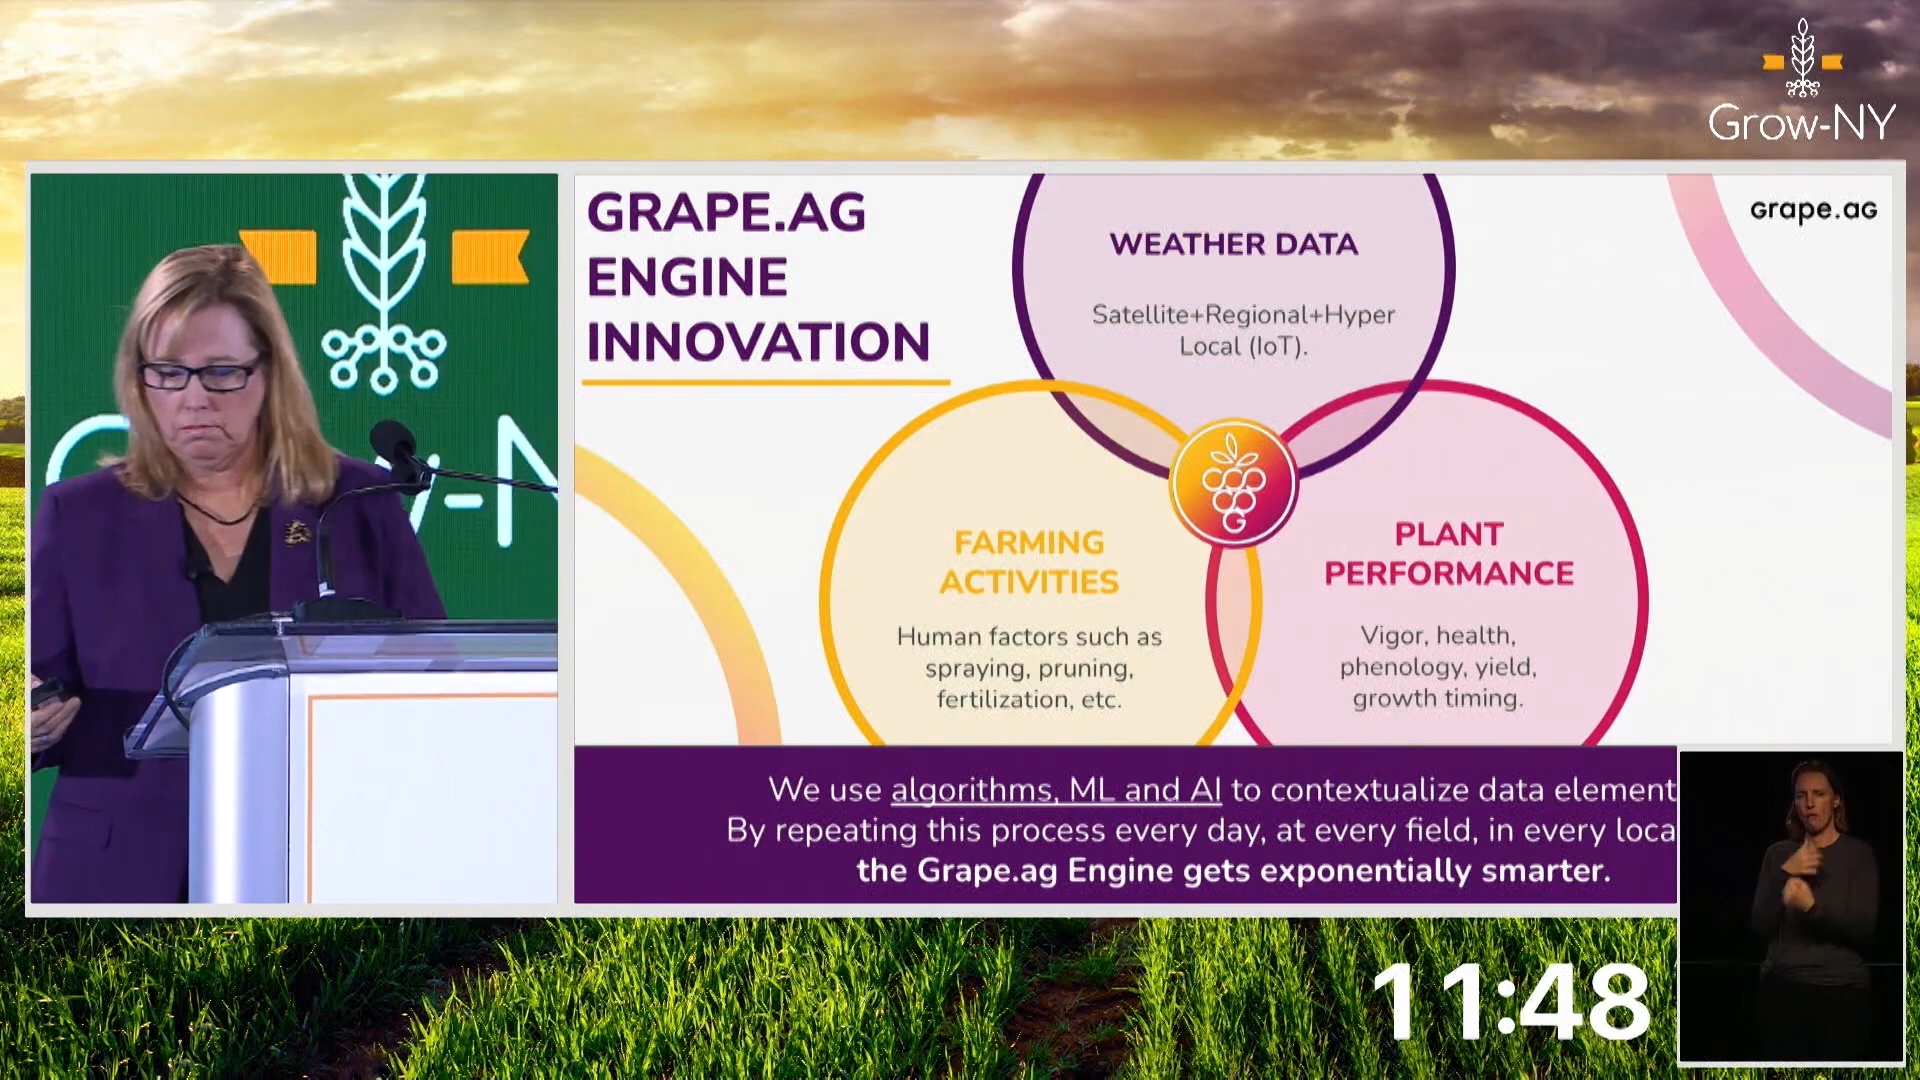 Grow-NY
GRAPE.AG
ENGINE
INNOVATION
grape.ag
WEATHER DATA
Satellite+Regional+Hyper
Local (IoT).
FARMING
ACTIVITIES
Human factors such as
spraying, pruning,
fertilization, etc.
PLANT
PERFORMANCE
Vigor, health,
phenology, yield,
growth timing.
G
We use algorithms, ML and AI to contextualize data element
By repeating this process every day, at every field, in every loca
the Grape.ag Engine gets exponentially smarter.
11:48